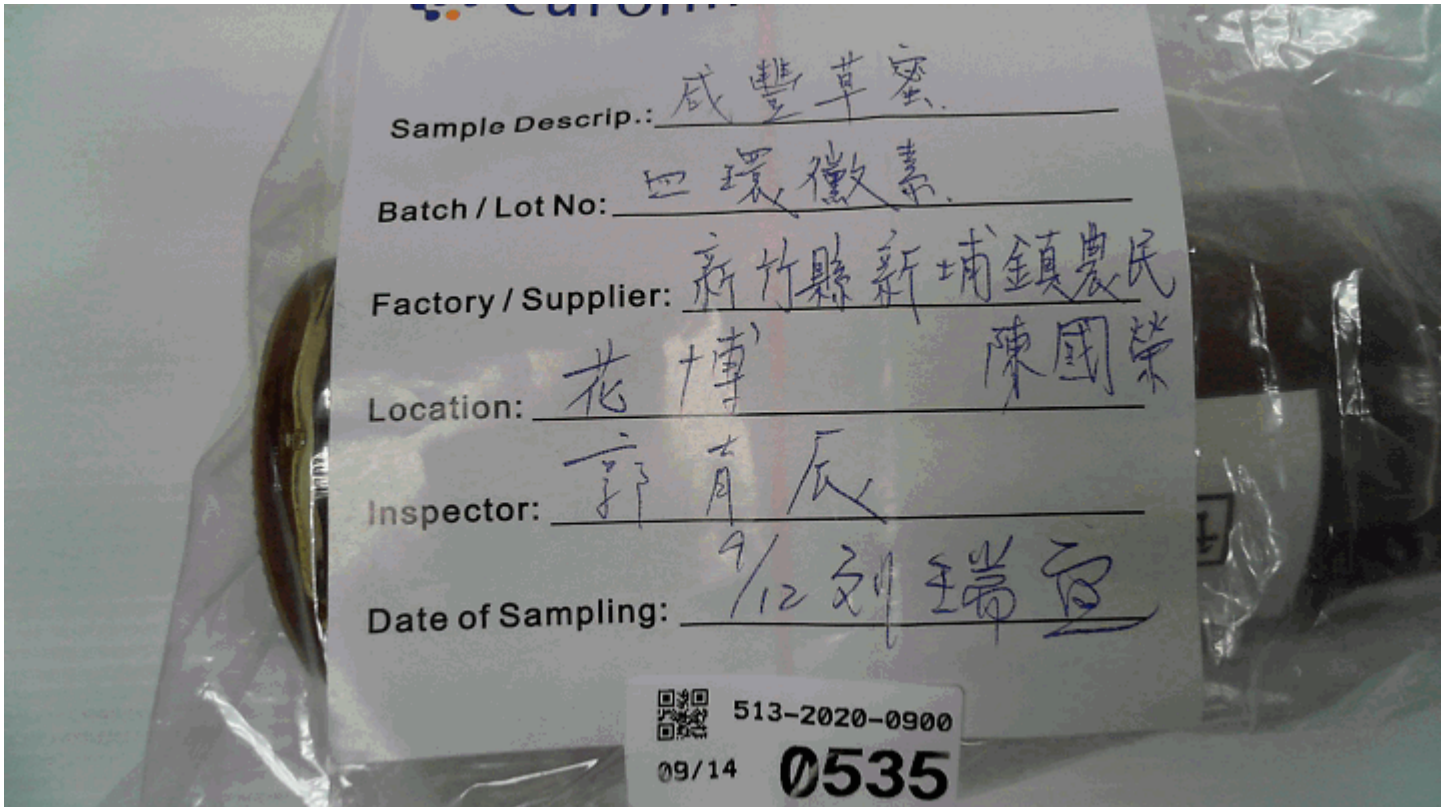 Sample Descrip.: 咸豐草蜜
Batch / Lot No: 四環黴素
Factory / Supplier: 新竹縣新埔鎮農民
陳國榮
Location: 花博
Inspector: 郭青辰
Date of Sampling: 9/12 劉瑞宜
513-2020-0900
09/14 0535